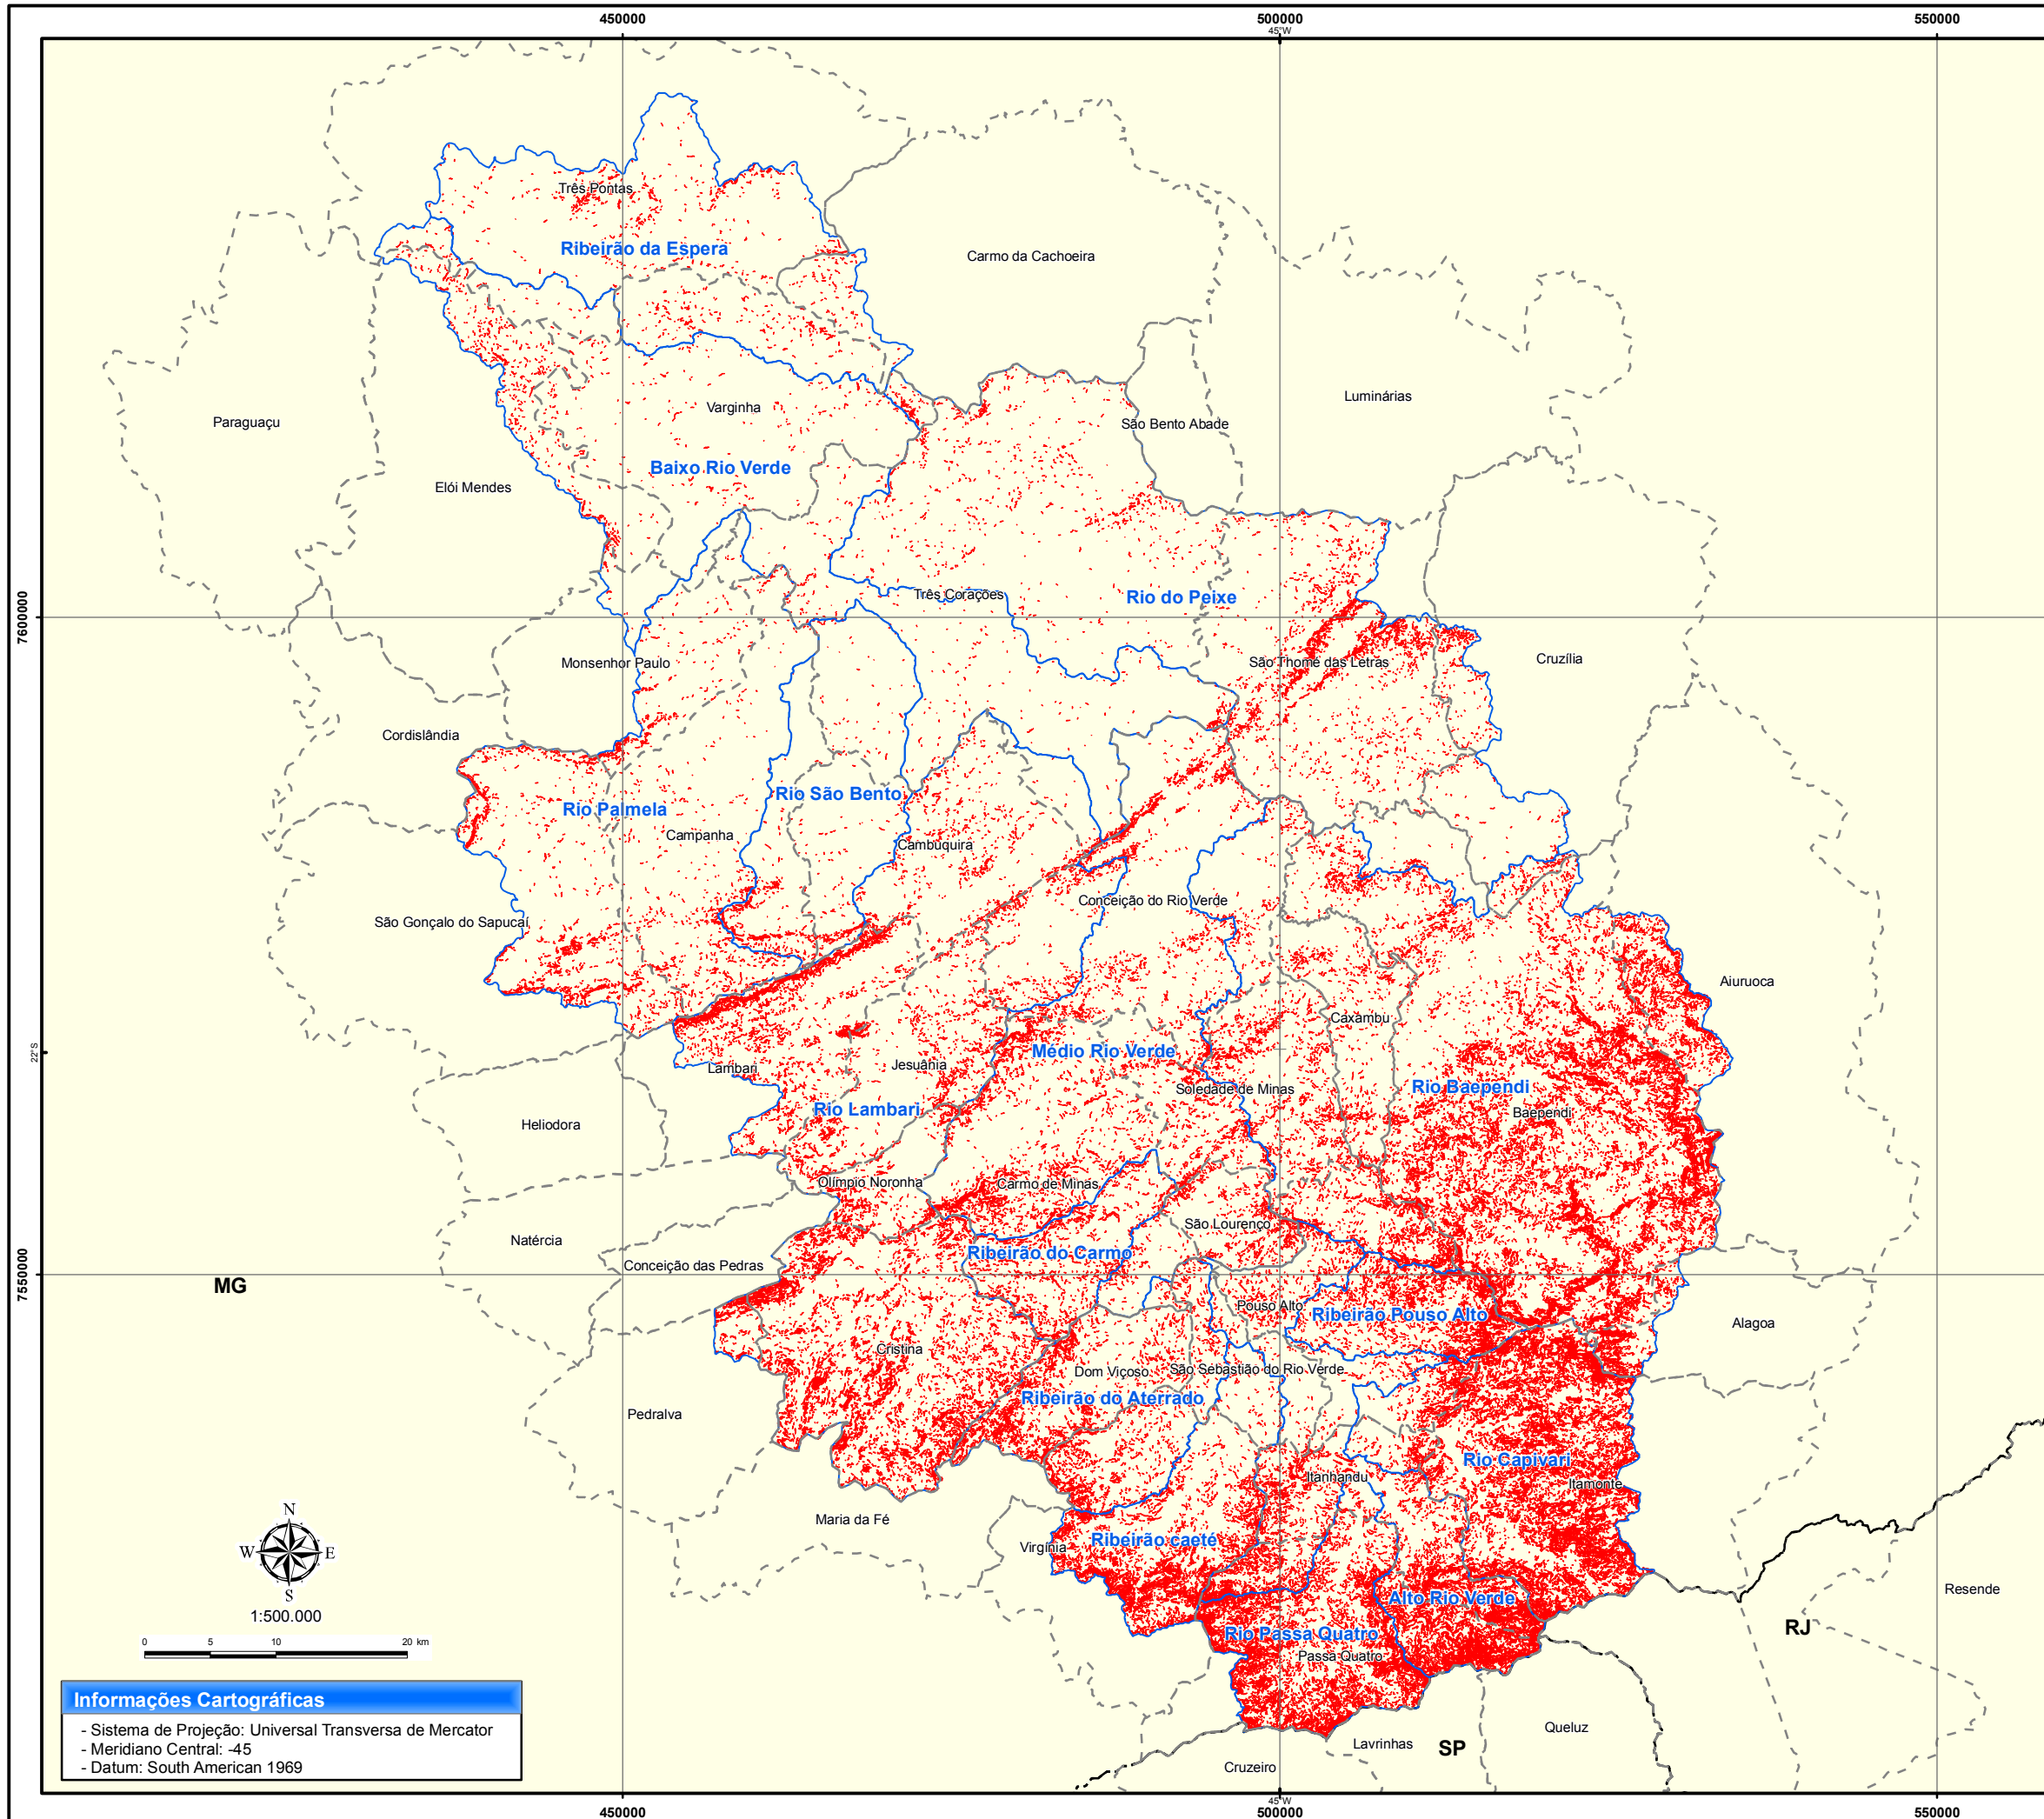 450000
500000
550000
45°W
Três Pontas
Ribeirão da Espera
Carmo da Cachoeira
Luminárias
Varginha
Paraguaçu
São Bento Abade
Baixo Rio Verde
Elói Mendes
Três Corações
Rio do Peixe
7600000
Monsenhor Paulo
São Thomé das Letras
Cruzília
Cordislândia
Rio São Bento
Rio Palmela
Campanha
Cambuquira
Conceição do Rio Verde
São Gonçalo do Sapucaí
Aiuruoca
Caxambu
22°S
Médio Rio Verde
Lambari
Jesuânia
Soledade de Minas
Rio Baependi
Rio Lambari
Baependi
Heliodora
Olímpio Noronha
Carmo de Minas
São Lourenço
Natércia
Ribeirão do Carmo
Conceição das Pedras
7550000
MG
Pouso Alto
Ribeirão Pouso Alto
Alagoa
Cristina
Dom Viçoso
São Sebastião do Rio Verde
Ribeirão do Aterrado
Pedralva
Rio Capivari
Itanhandu
Itamonte
Maria da Fé
Virgínia
Ribeirão caeté
N
W
E
S
1:500.000
Alto Rio Verde
Resende
RJ
Rio Passa Quatro
Passa Quatro
0
5
10
20 km
Informações Cartográficas
- Sistema de Projeção: Universal Transversa de Mercator
- Meridiano Central: -45
- Datum: South American 1969
Queluz
Lavrinhas
SP
Cruzeiro
45°W
450000
500000
550000